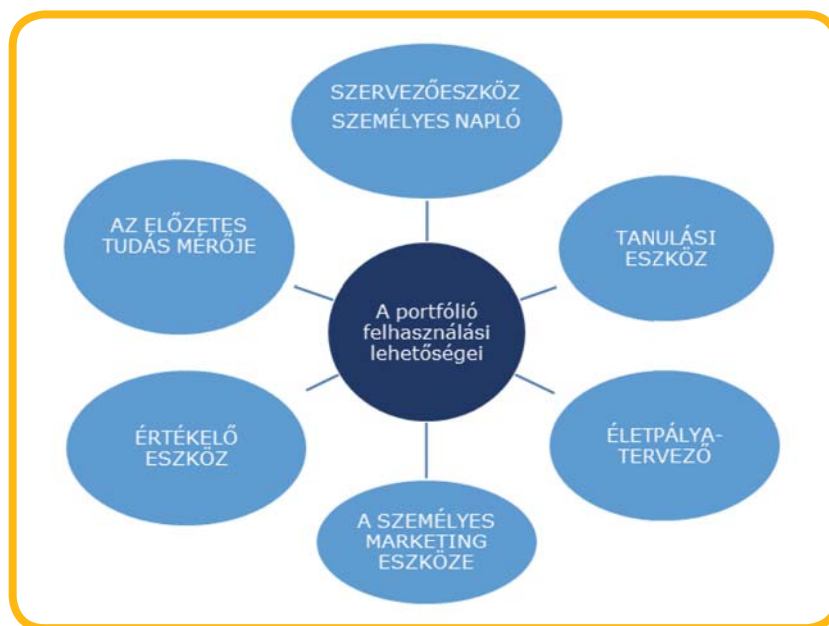 SZERVEZŐESZKÖZ
SZEMÉLYES NAPLÓ
AZ ELŐZETES
TUDÁS MÉRŐJE
TANULÁSI
ESZKÖZ
A portfólió
felhasználási
lehetőségei
ÉRTÉKELŐ
ESZKÖZ
ÉLETPÁLYA-
TERVEZŐ
A SZEMÉLYES
MARKETING
ESZKÖZE